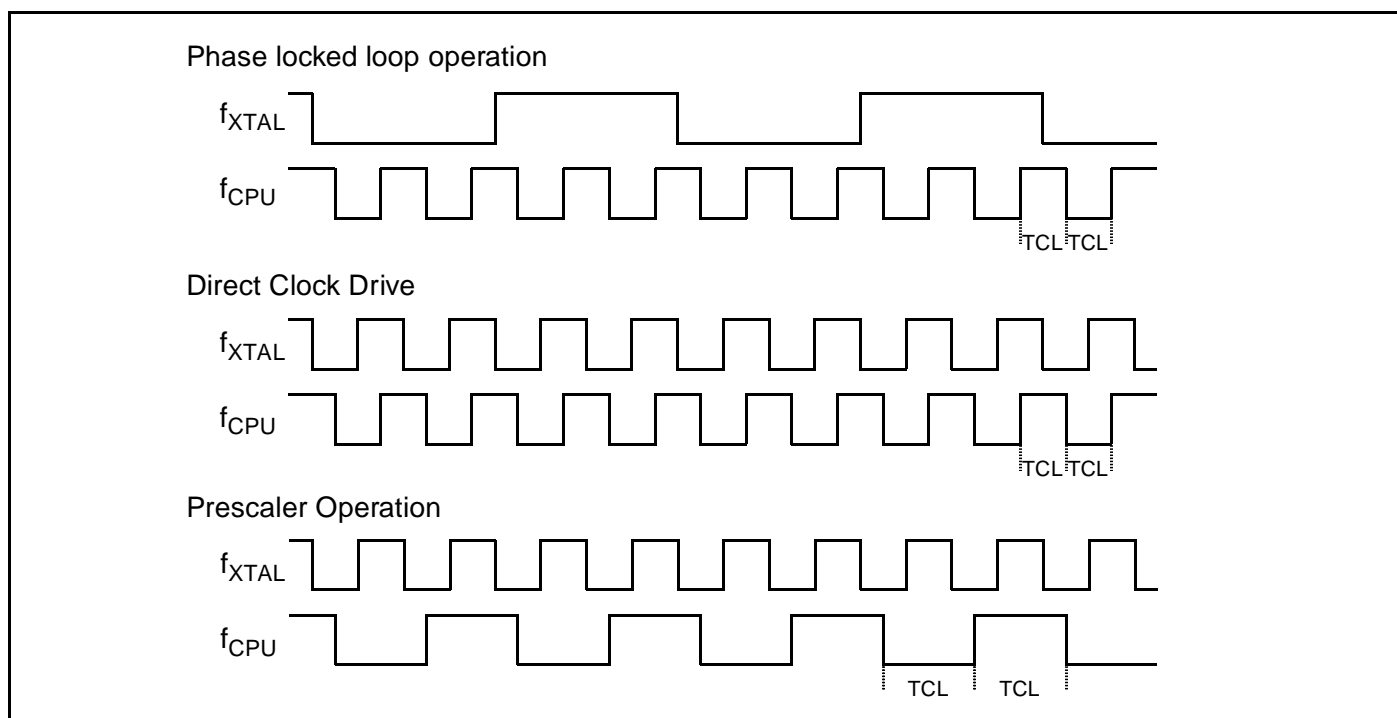 Phase locked loop operation
fXTAL
fCPU
TCL TCL
Direct Clock Drive
fXTAL
fCPU
TCL TCL
Prescaler Operation
fXTAL
fCPU
TCL TCL